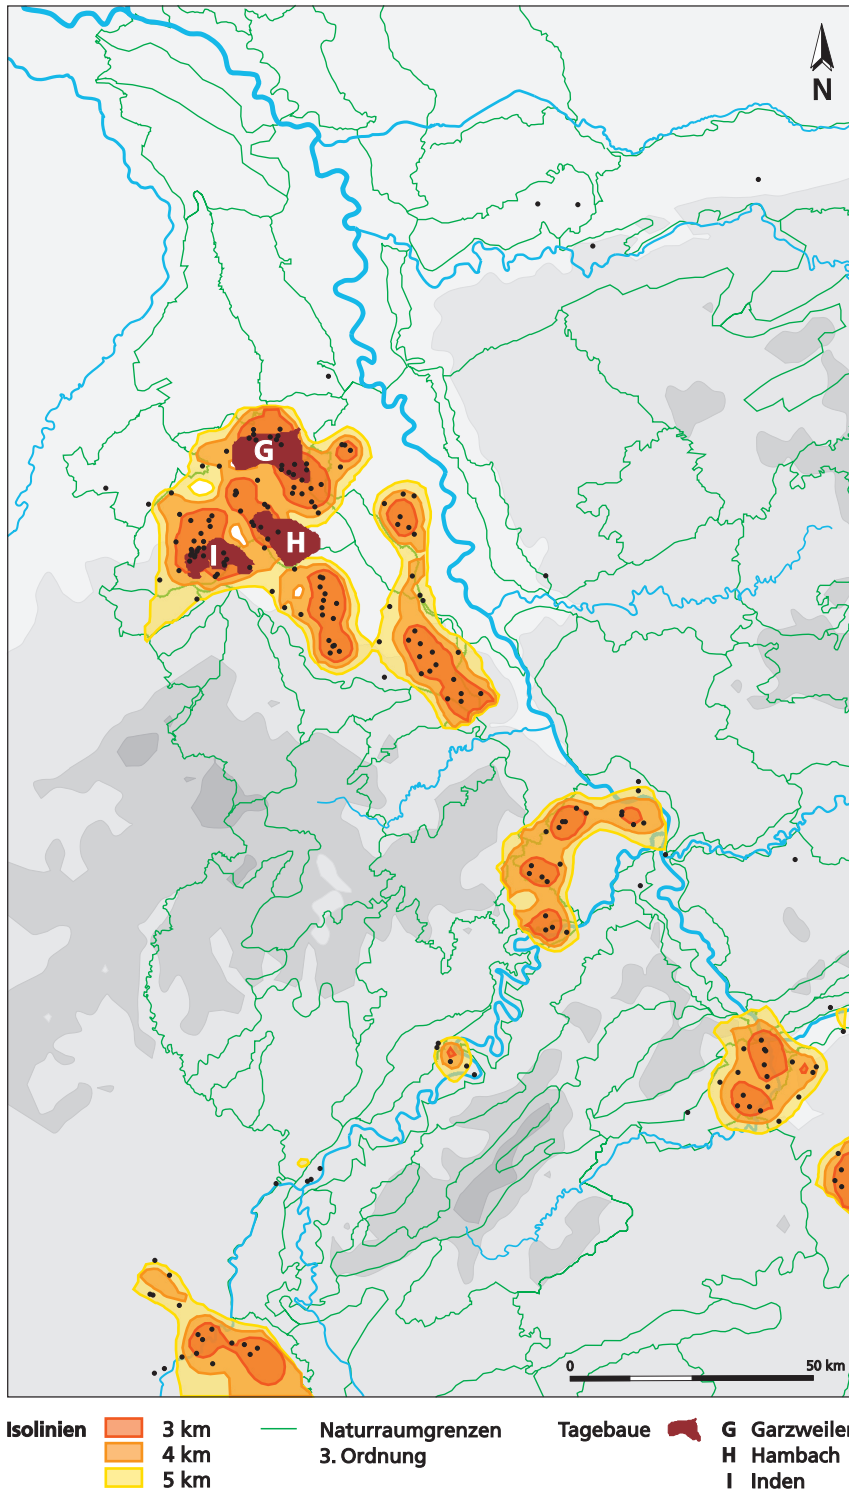 N
G
H
I
0 50 km
Isolinien 3 km Naturraumgrenzen Tagebaue G Garzweiler
4 km 3. Ordnung H Hambach
5 km I Inden